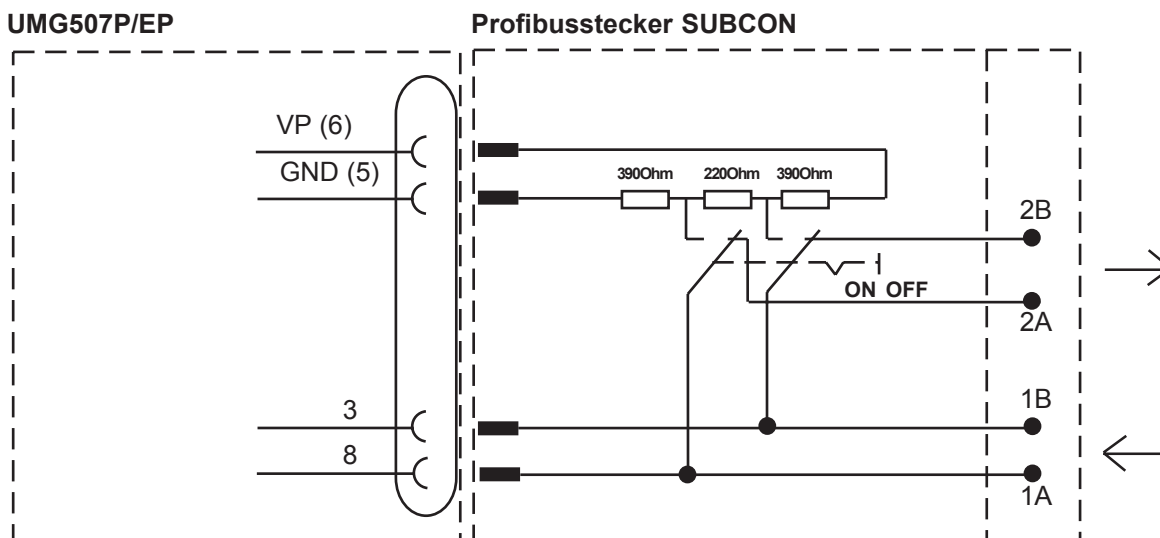 UMG507P/EP
Profibusstecker SUBCON
VP (6)
GND (5)
390Ohm 220Ohm 390Ohm
2B
ON OFF
2A
3
1B
8
1A